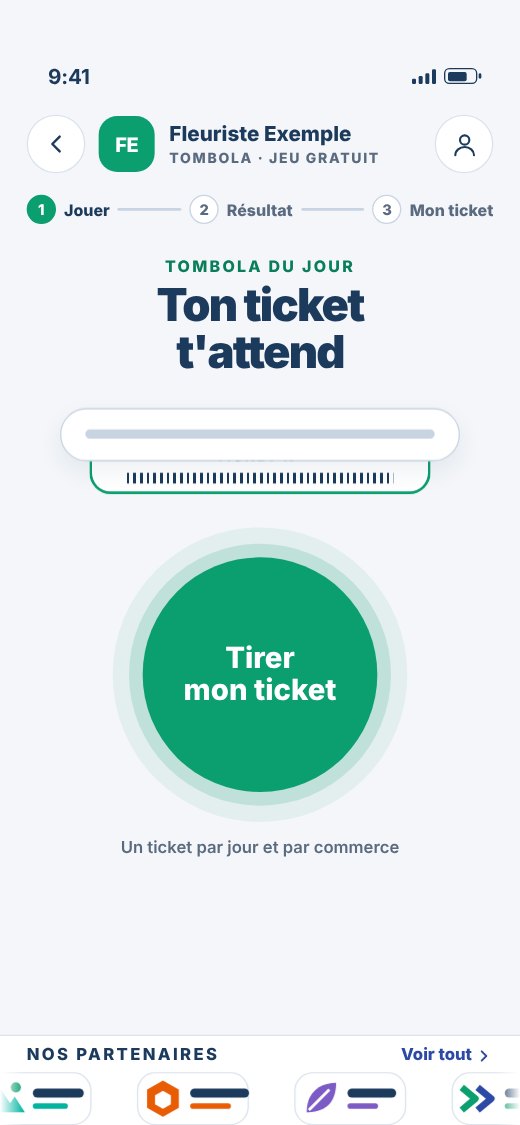 9:41
FE
Fleuriste Exemple
TOMBOLA · JEU GRATUIT
1 Jouer 2 Résultat 3 Mon ticket
TOMBOLA DU JOUR
Ton ticket
t'attend
Tirer
mon ticket
Un ticket par jour et par commerce
NOS PARTENAIRES
Voir tout